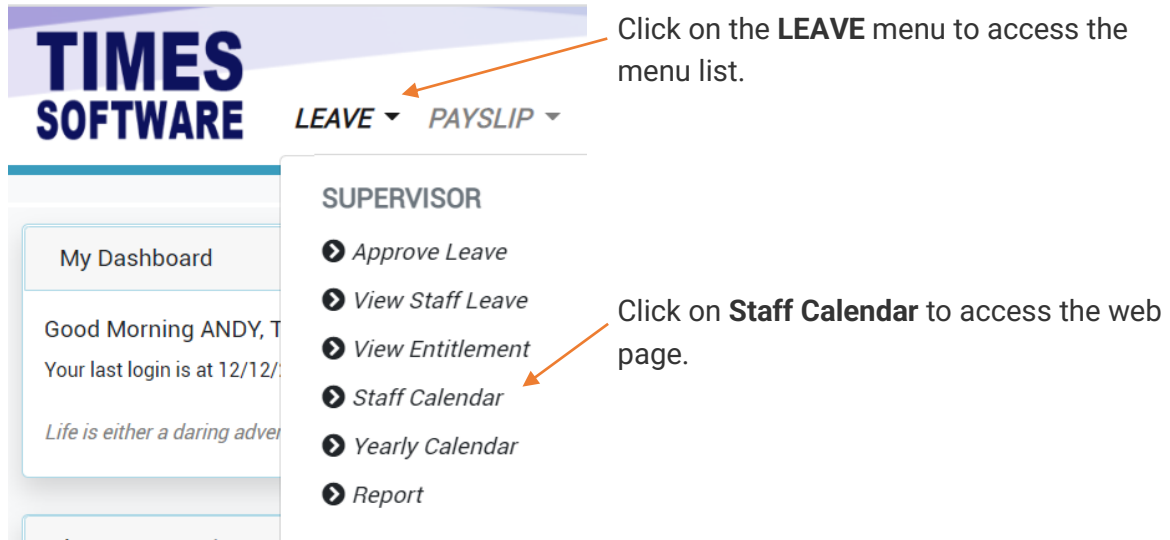 TIMES
SOFTWARE
LEAVE
PAYSLIP
Click on the LEAVE menu to access the
menu list.
SUPERVISOR
Approve Leave
View Staff Leave
View Entitlement
Staff Calendar
Yearly Calendar
Report
My Dashboard
Good Morning ANDY, T
Your last login is at 12/12/
Life is either a daring adver
Click on Staff Calendar to access the web
page.